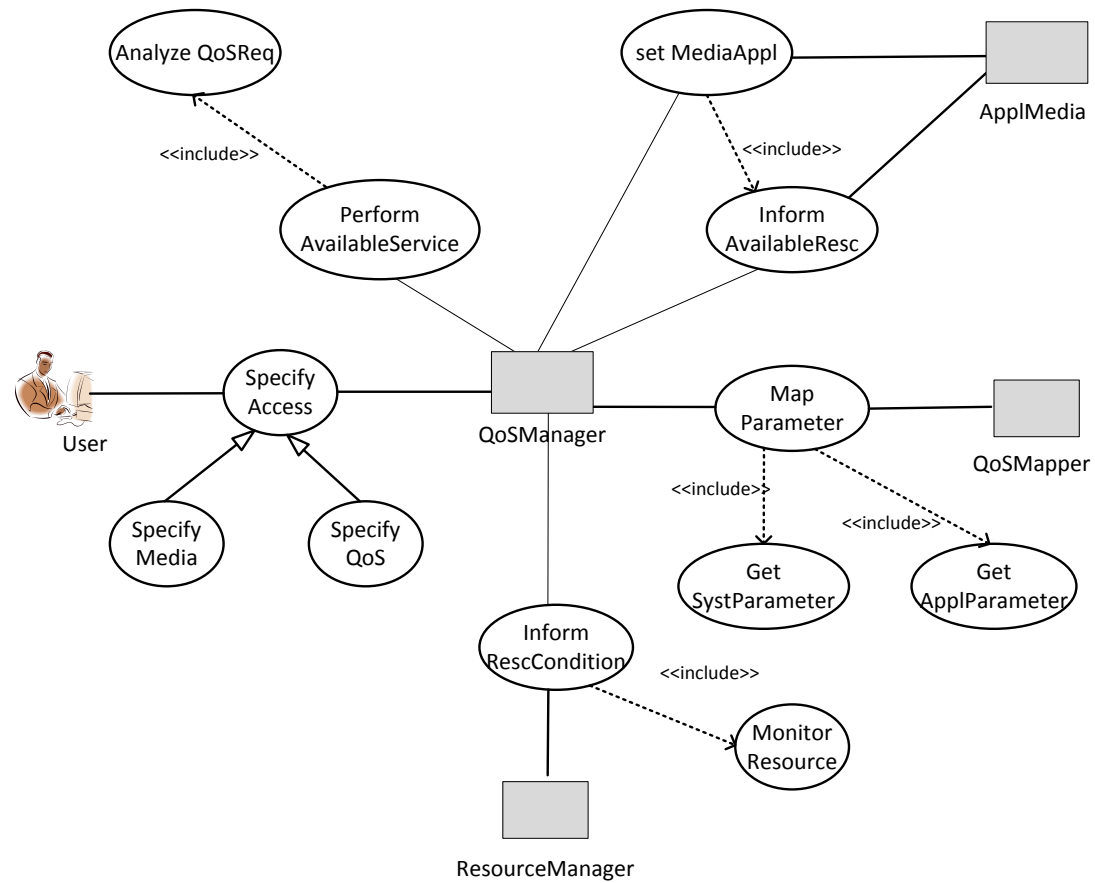 Analyze QoSReq
set MediaAppl
ApplMedia
<<include>>
<<include>>
Perform
AvailableService
Inform
AvailableResc
Specify
Access
User
QoSManager
Map
Parameter
QoSMapper
<<include>>
<<include>>
Specify
Media
Specify
QoS
Get
SystParameter
Get
ApplParameter
Inform
RescCondition
<<include>>
Monitor
Resource
ResourceManager